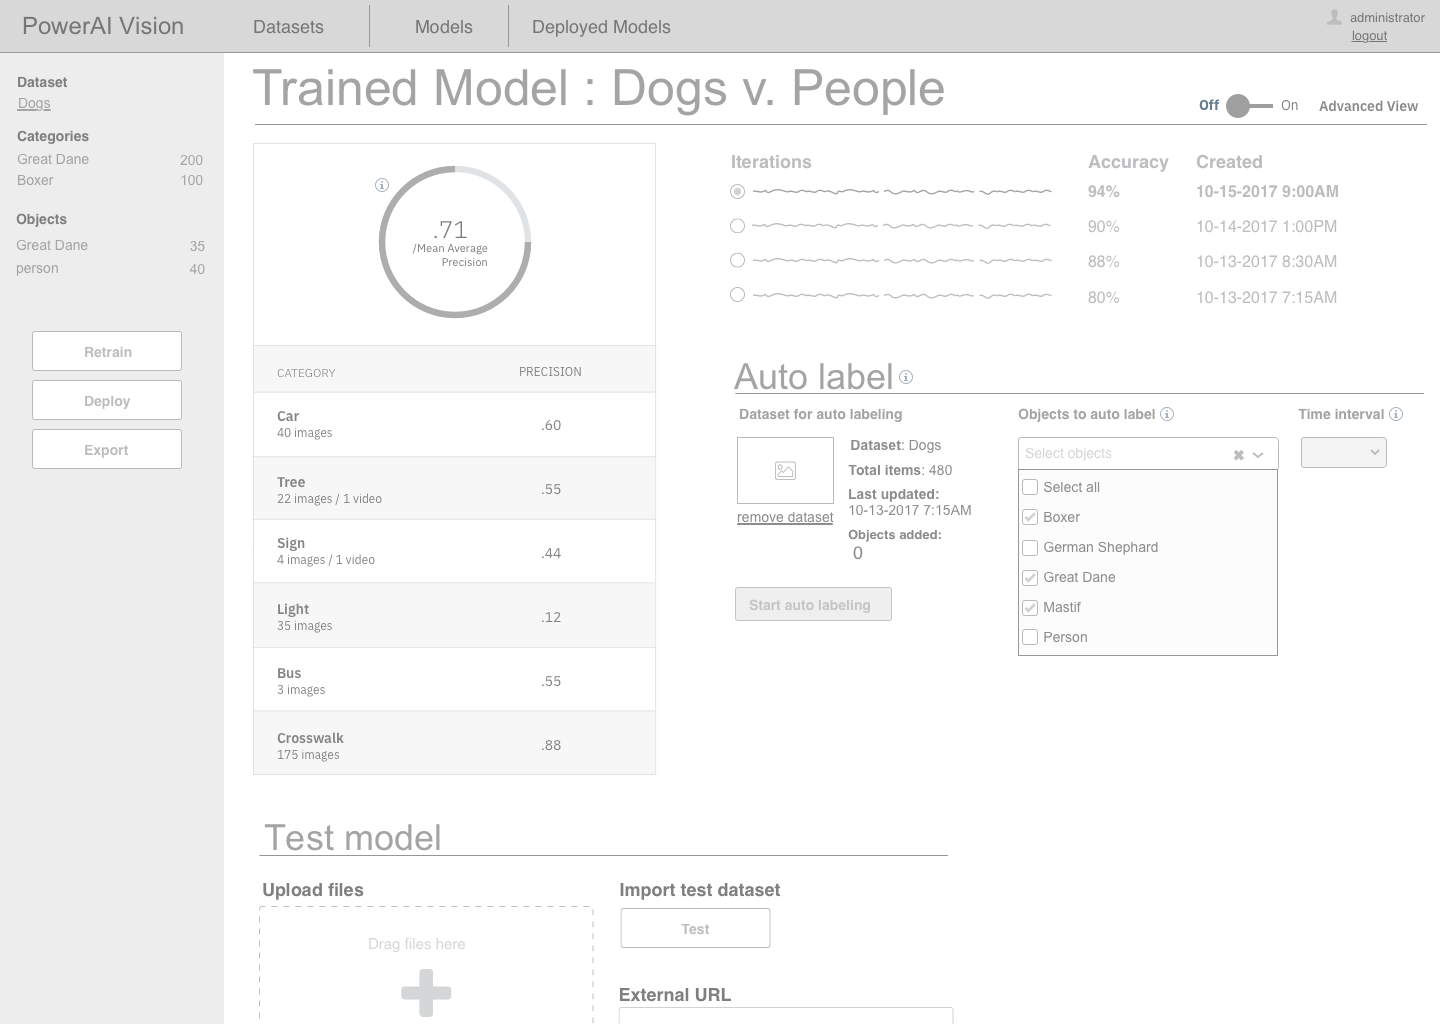 PowerAI Vision
Datasets
Models
Deployed Models
administrator
logout
Dataset
Dogs
Categories
Great Dane 200
Boxer 100
Objects
Great Dane 35
person 40
Retrain
Deploy
Export
Trained Model : Dogs v. People
Off On Advanced View
.71
/Mean Average
Precision
CATEGORY PRECISION
Car
40 images
.60
Tree
22 images / 1 video
.55
Sign
4 images / 1 video
.44
Light
35 images
.12
Bus
3 images
.55
Crosswalk
175 images
.88
Iterations Accuracy Created
94% 10-15-2017 9:00AM
90% 10-14-2017 1:00PM
88% 10-13-2017 8:30AM
80% 10-13-2017 7:15AM
Auto label
Dataset for auto labeling
remove dataset
Dataset: Dogs
Total items: 480
Last updated:
10-13-2017 7:15AM
Objects added:
0
Start auto labeling
Objects to auto label
Select objects
Select all
Boxer
German Shephard
Great Dane
Mastif
Person
Time interval
Test model
Upload files
Drag files here
Import test dataset
Test
External URL